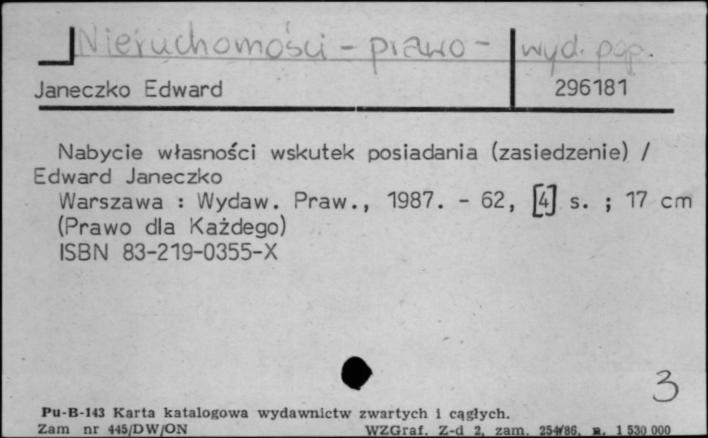 Nieruchomości - prawo - wyd. pop.
Janeczko Edward 296181
Nabycie własności wskutek posiadania (zasiedzenie) /
Edward Janeczko
Warszawa : Wydaw. Praw., 1987. - 62, [4] s. ; 17 cm
(Prawo dla Każdego)
ISBN 83-219-0355-X
3
Pu-B-143 Karta katalogowa wydawnictw zwartych i cągłych.
Zam nr 445/DW/ON WZGraf. Z-d 2, zam. 254/86, n. 1 530 000